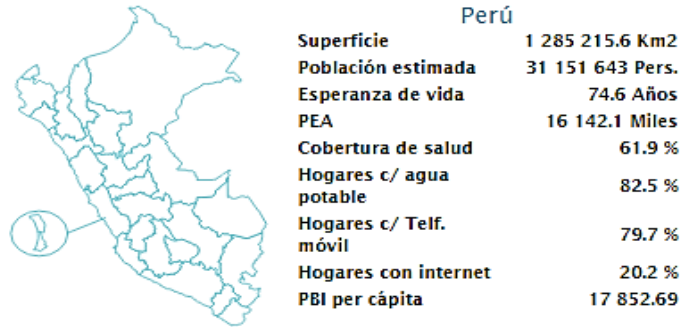 Perú
Superficie 1 285 215.6 Km2
Población estimada 31 151 643 Pers.
Esperanza de vida 74.6 Años
PEA 16 142.1 Miles
Cobertura de salud 61.9 %
Hogares c/ agua
potable 82.5 %
Hogares c/ Telf.
móvil 79.7 %
Hogares con internet 20.2 %
PBI per cápita 17 852.69